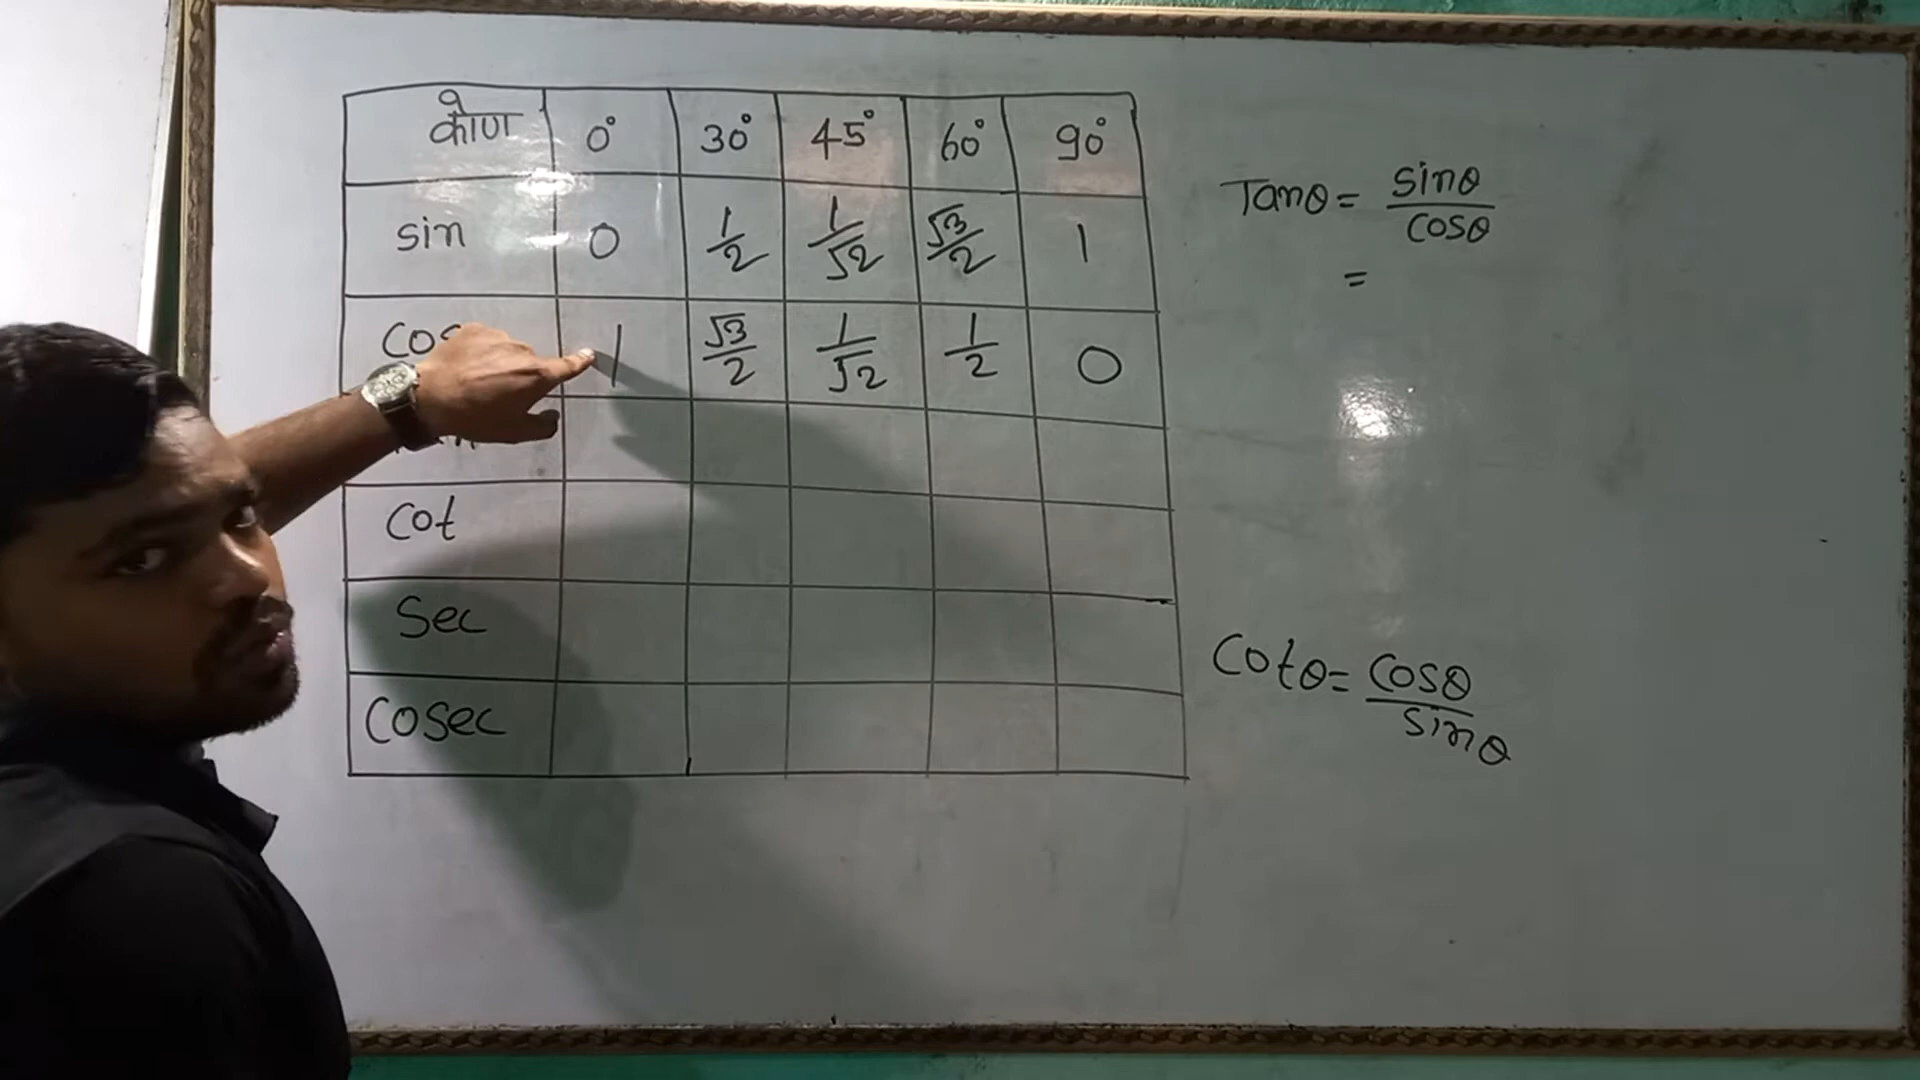 कोण 0° 30° 45° 60° 90°
sin 0 1/2 1/√2 √3/2 1
1 √3/2 1/√2 1/2 0
Cot
Sec
Cosec
Tanθ = sinθ/cosθ
=
Cotθ = Cosθ/sinθ